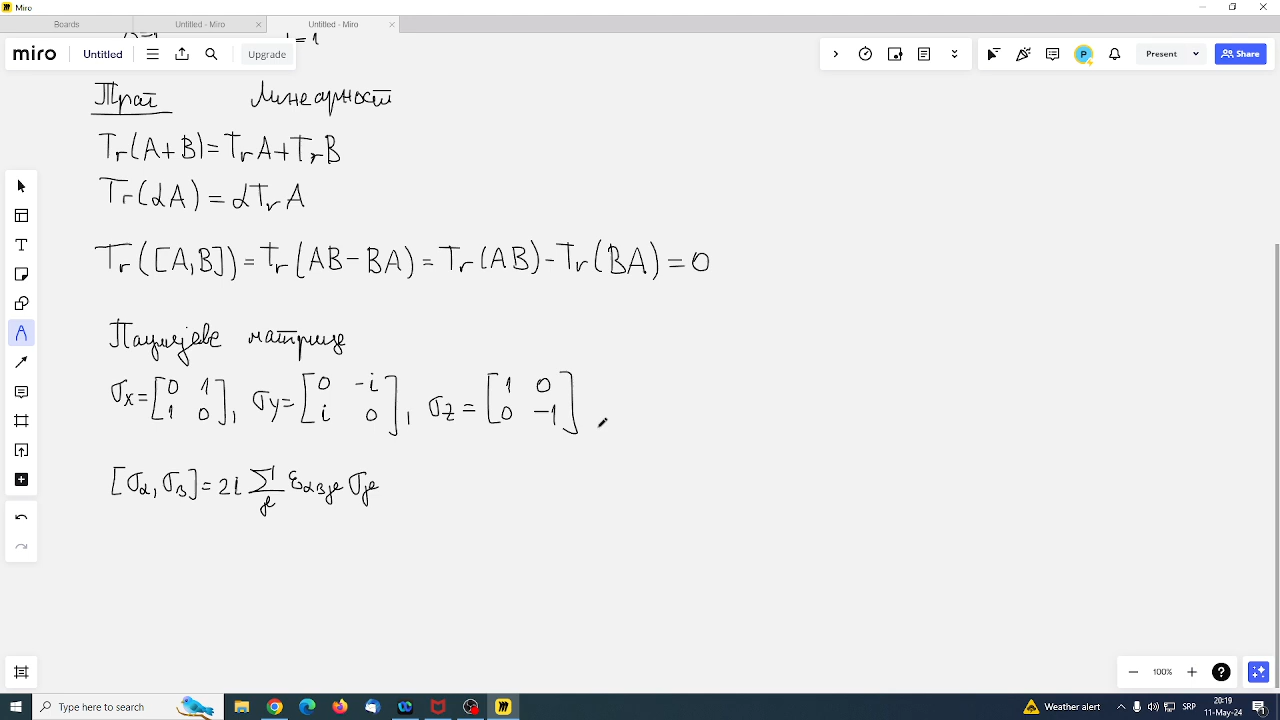 Miro
Boards
Untitled - Miro
Untitled - Miro
miro
Untitled
Upgrade
P
Present
Share
i=1
Траг Линеарност
Tr(A+B)=TrA+TrB
Tr(αA)=αTrA
Tr([A,B])=Tr(AB-BA)=Tr(AB)-Tr(BA)=0
Паулијеве матрице
σx=[0 1
1 0], σy=[0 -i
i 0], σz=[1 0
0 -1]
[σα,σβ]=2i∑γ εαβγ σγ
100%
Type here to search
Weather alert
SRP
20:19
11-May-24